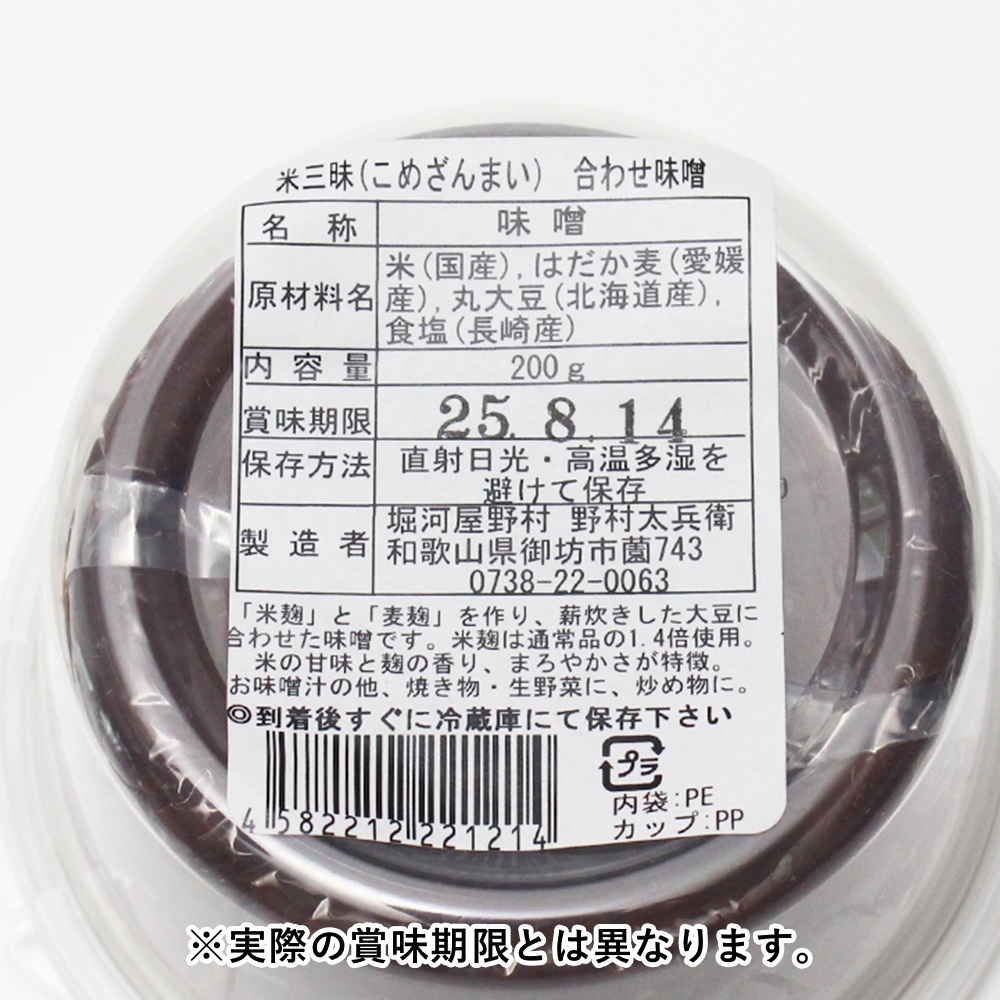 米三昧(こめざんまい) 合わせ味噌
名称 味噌
原材料名 米(国産),はだか麦(愛媛
産),丸大豆(北海道産),
食塩(長崎産)
内容量 200g
賞味期限 25.8.14
保存方法 直射日光・高温多湿を
避けて保存
製造者 堀河屋野村 野村太兵衛
和歌山県御坊市薗743
0738-22-0063
「米麹」と「麦麹」を作り、薪炊きした大豆に
合わせた味噌です。米麹は通常品の1.4倍使用。
米の甘味と麹の香り、まろやかさが特徴。
お味噌汁の他、焼き物・生野菜に、炒め物に。
◎到着後すぐに冷蔵庫にて保存下さい
プラ
内袋:PE
カップ:PP
4582212221214
※実際の賞味期限とは異なります。